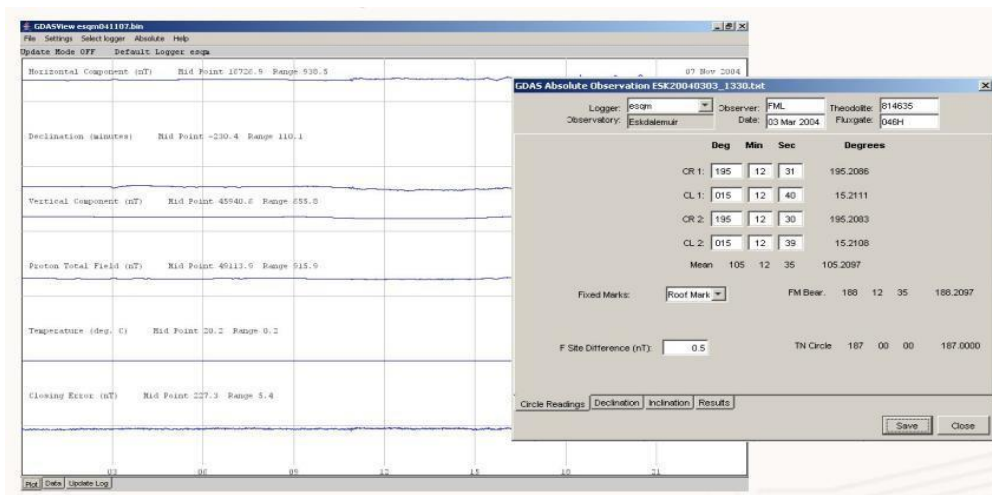 GDASView esqm041107.bin
File Settings Select logger Absolute Help
Update Mode OFF Default Logger esqm
Horizontal Component (nT) Mid Point 18728.9 Range 938.5 07 Nov 2004
Declination (minutes) Mid Point -230.4 Range 110.1
Vertical Component (nT) Mid Point 45940.8 Range 855.8
Proton Total Field (nT) Mid Point 49113.9 Range 915.9
Temperature (deg. C) Mid Point 20.2 Range 0.2
Closing Error (nT) Mid Point 227.3 Range 5.4
03 06 09 12 15 18 21
Plot Data Update Log
GDAS Absolute Observation ESK20040303_1330.txt
Logger: esqm Observer: FML Theodolite: 814635
Observatory: Eskdalemuir Date: 03 Mar 2004 Fluxgate: 046H
Deg Min Sec Degrees
CR 1: 195 12 31 195.2086
CL 1: 015 12 40 15.2111
CR 2: 195 12 30 195.2083
CL 2: 015 12 39 15.2108
Mean 105 12 35 105.2097
Fixed Marks: Roof Mark FM Bear. 188 12 35 188.2097
F Site Difference (nT): 0.5 TN Circle 187 00 00 187.0000
Circle Readings Declination Inclination Results
Save Close